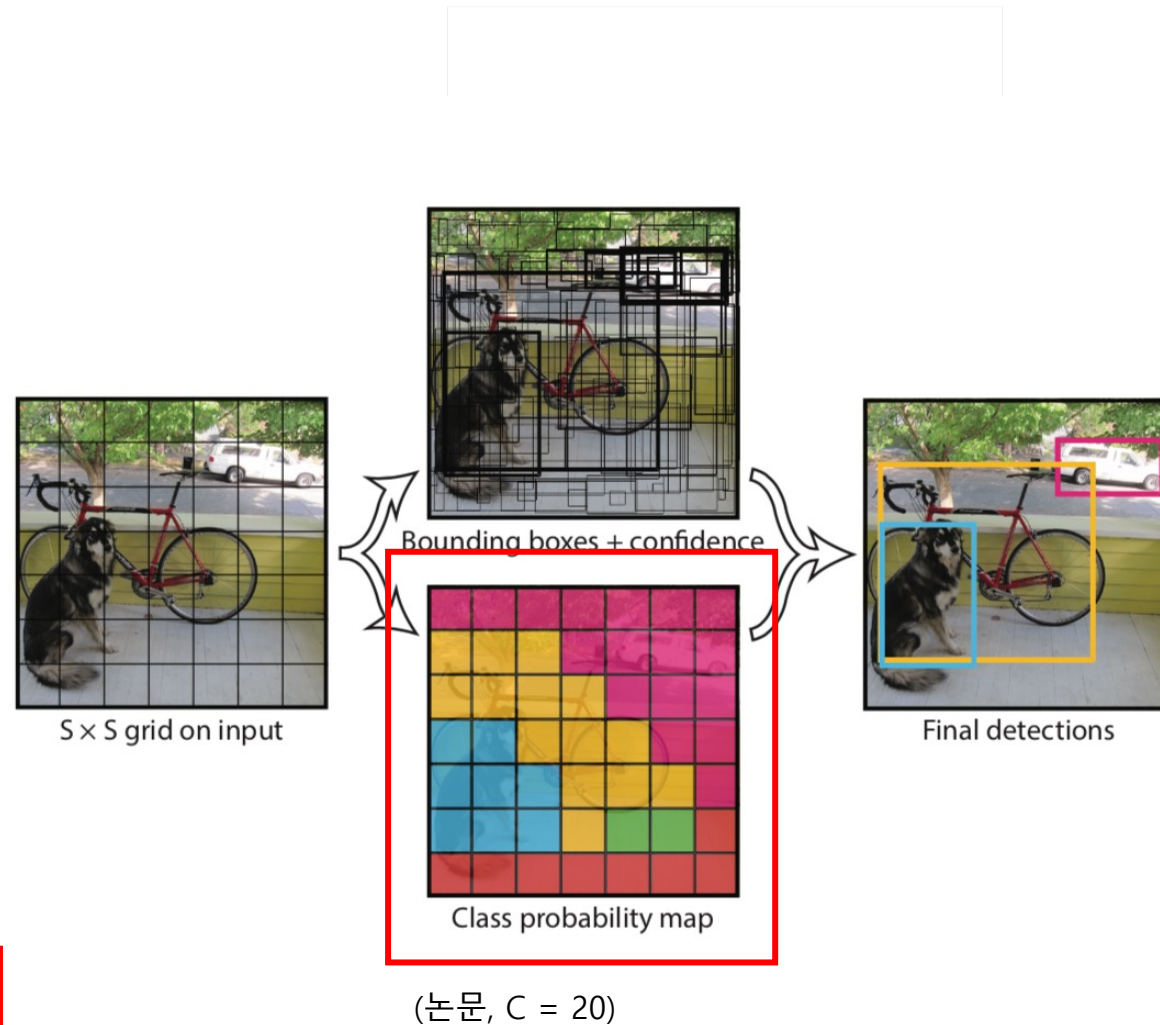 Bounding boxes + confidence
S × S grid on input
Final detections
Class probability map
(논문, C = 20)